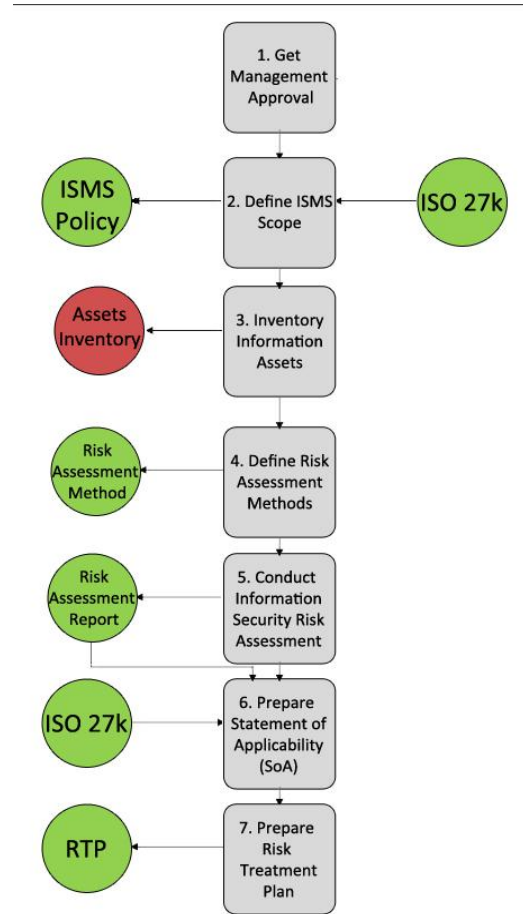 1. Get
Management
Approval
ISMS
Policy
2. Define ISMS
Scope
ISO 27k
Assets
Inventory
3. Inventory
Information
Assets
Risk
Assessment
Method
4. Define Risk
Assessment
Methods
Risk
Assessment
Report
5. Conduct
Information
Security Risk
Assessment
ISO 27k
6. Prepare
Statement of
Applicability
(SoA)
RTP
7. Prepare
Risk
Treatment
Plan